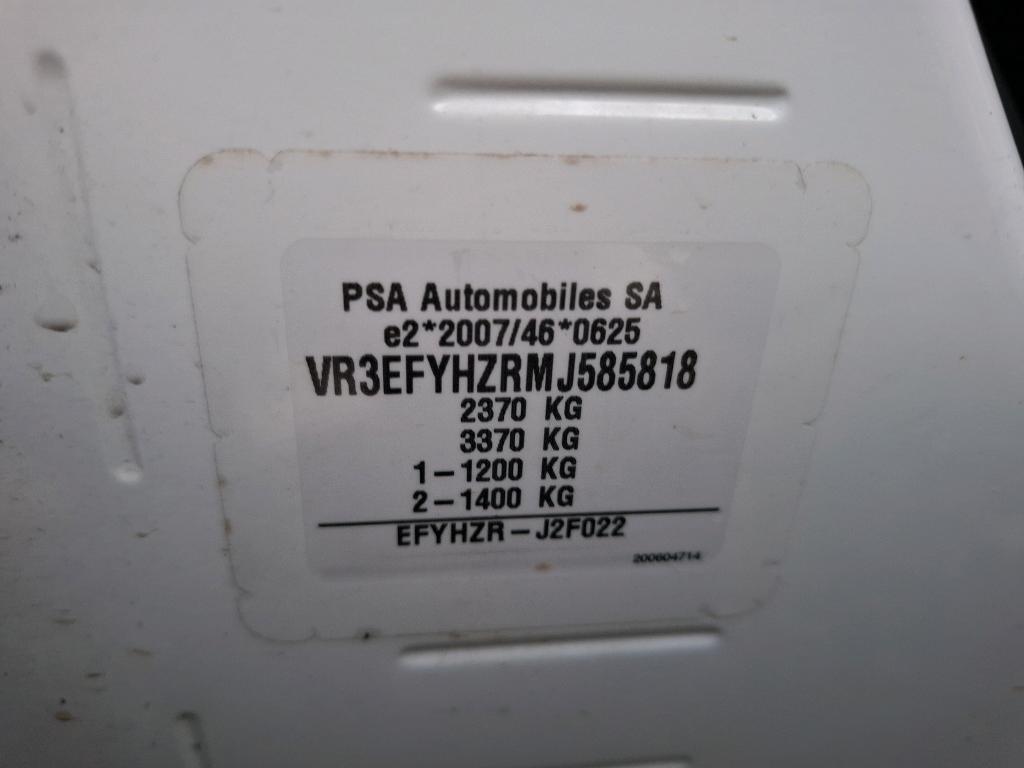 PSA Automobiles SA
e2*2007/46*0625
VR3EFYHZRMJ585818
2370 KG
3370 KG
1-1200 KG
2-1400 KG
EFYHZR-J2F022
200604714